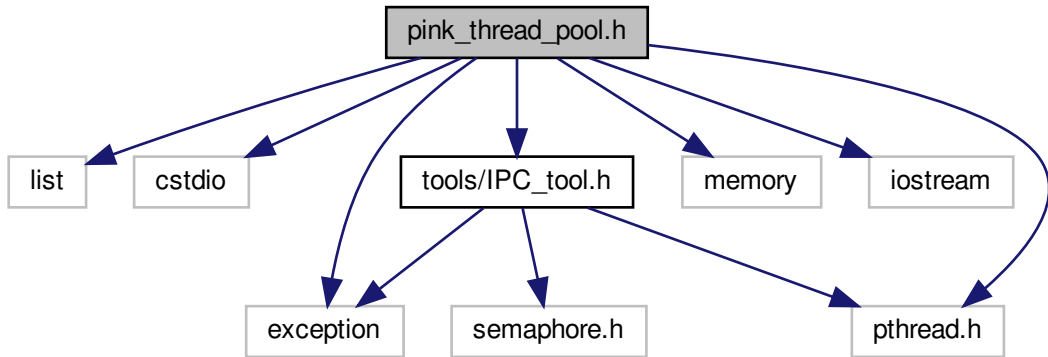 pink_thread_pool.h
list
cstdio
tools/IPC_tool.h
memory
iostream
exception
semaphore.h
pthread.h